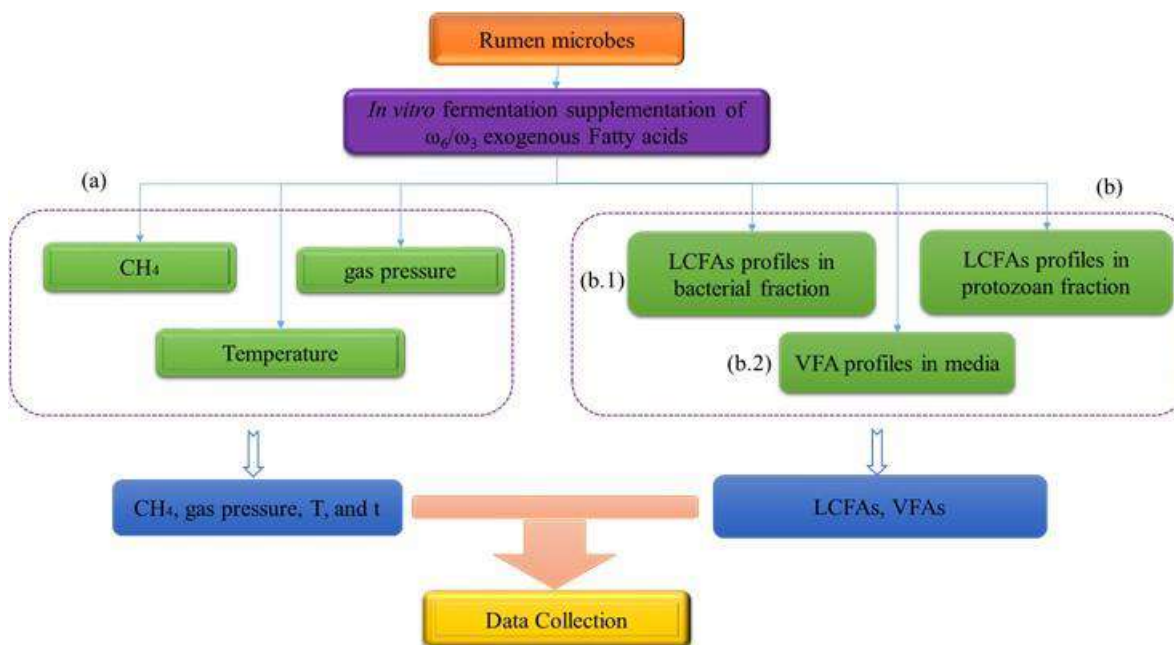 Rumen microbes
In vitro fermentation supplementation of
ω₆/ω₃ exogenous Fatty acids
(a)
(b)
CH₄
gas pressure
Temperature
(b.1)
LCFAs profiles in
bacterial fraction
LCFAs profiles in
protozoan fraction
(b.2)
VFA profiles in media
CH₄, gas pressure, T, and t
LCFAs, VFAs
Data Collection